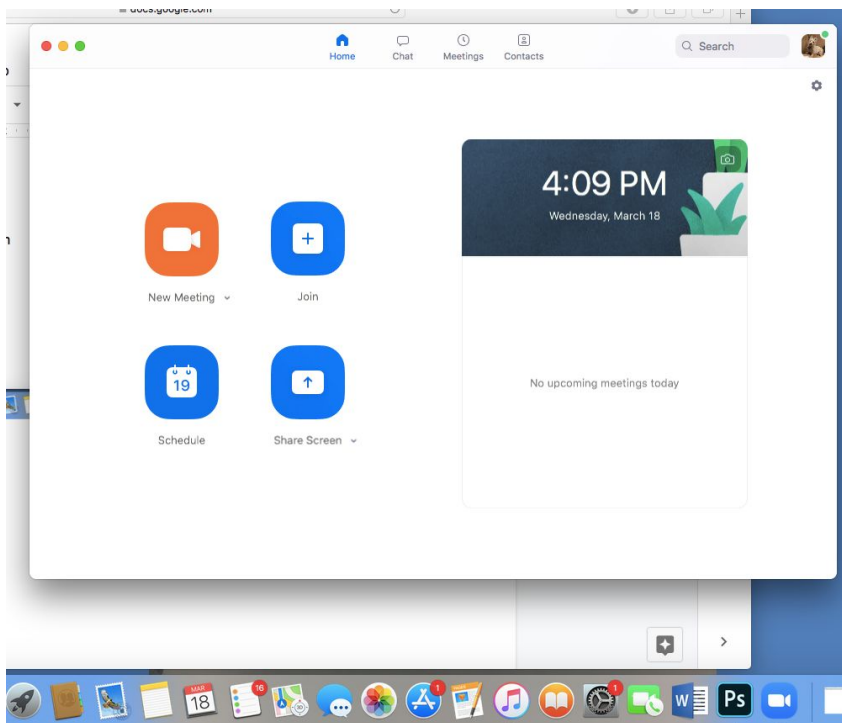 docs.google.com
Home
Chat
Meetings
Contacts
Search
4:09 PM
Wednesday, March 18
New Meeting
Join
19
Schedule
Share Screen
No upcoming meetings today
MAR
18
16
1
1
W
Ps